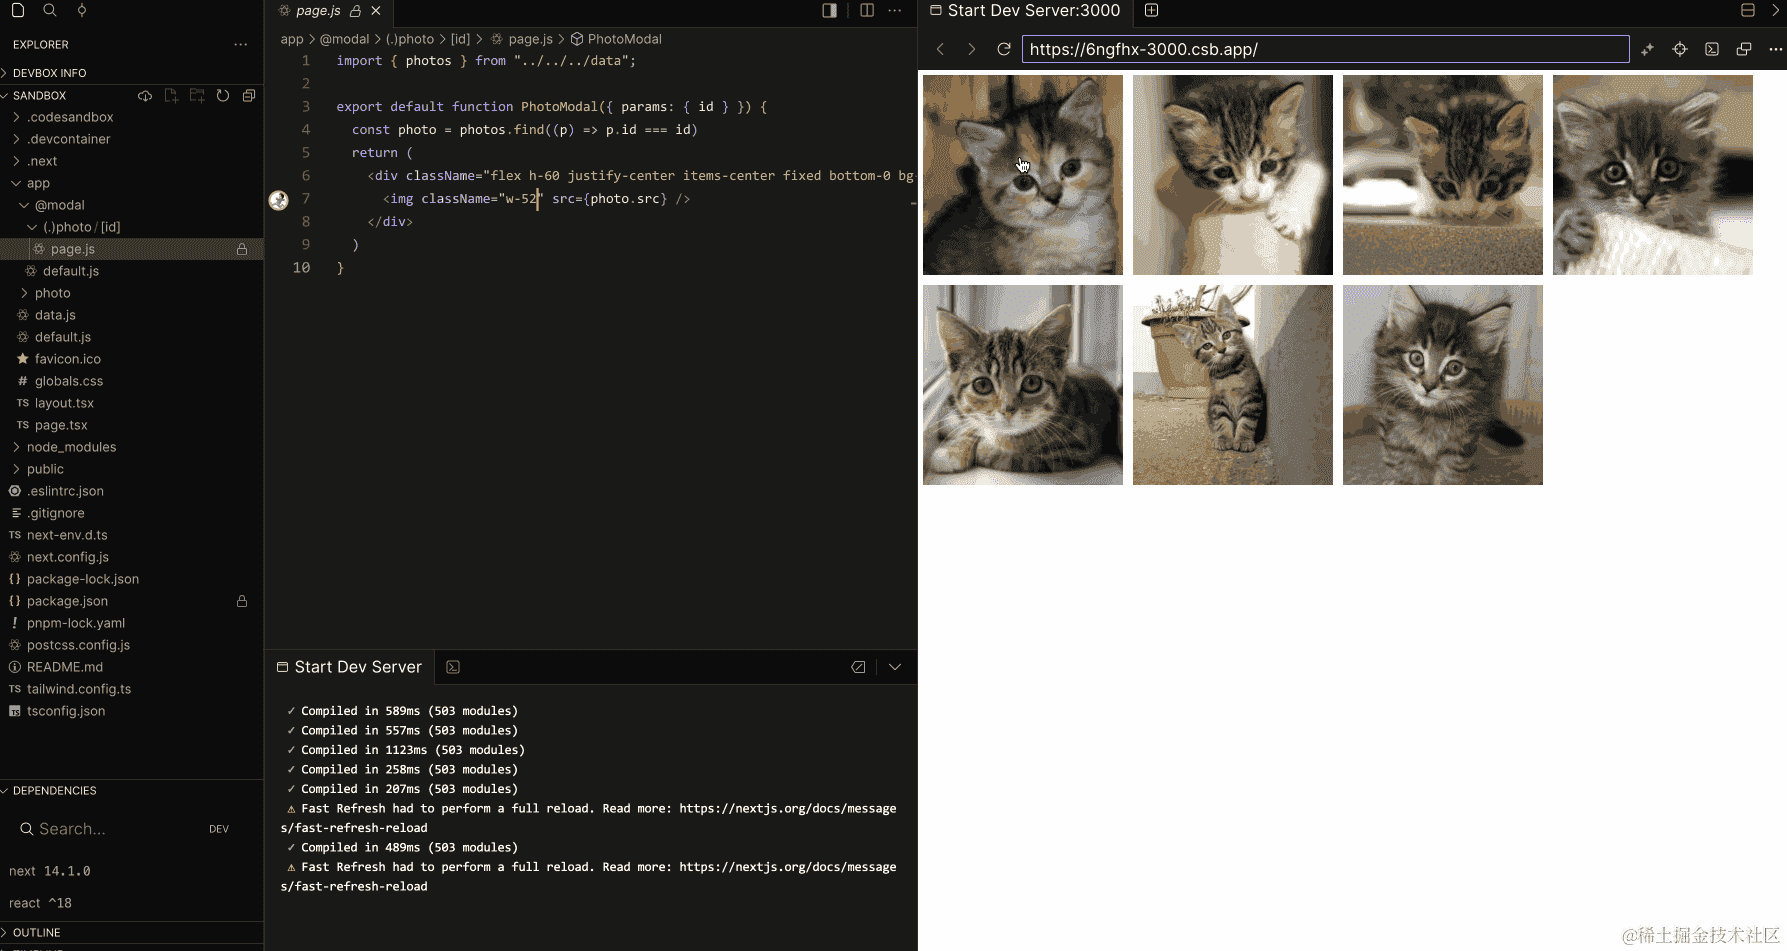 page.js
Start Dev Server:3000
EXPLORER
app > @modal > (.)photo > [id] > page.js > PhotoModal
https://6ngfhx-3000.csb.app/
DEVBOX INFO
SANDBOX
.codesandbox
.devcontainer
.next
app
@modal
(.)photo / [id]
page.js
default.js
photo
data.js
default.js
favicon.ico
# globals.css
TS layout.tsx
TS page.tsx
node_modules
public
.eslintrc.json
.gitignore
TS next-env.d.ts
next.config.js
{} package-lock.json
{} package.json
! pnpm-lock.yaml
postcss.config.js
README.md
TS tailwind.config.ts
tsconfig.json
DEPENDENCIES
Search...
DEV
next 14.1.0
react ^18
OUTLINE
1 import { photos } from "../../../data";
2
3 export default function PhotoModal({ params: { id } }) {
4 const photo = photos.find((p) => p.id === id)
5 return (
6 <div className="flex h-60 justify-center items-center fixed bottom-0 bg-
7 <img className="w-52" src={photo.src} />
8 </div>
9 )
10 }
Start Dev Server
✓ Compiled in 589ms (503 modules)
✓ Compiled in 557ms (503 modules)
✓ Compiled in 1123ms (503 modules)
✓ Compiled in 258ms (503 modules)
✓ Compiled in 207ms (503 modules)
⚠ Fast Refresh had to perform a full reload. Read more: https://nextjs.org/docs/message
s/fast-refresh-reload
✓ Compiled in 489ms (503 modules)
⚠ Fast Refresh had to perform a full reload. Read more: https://nextjs.org/docs/message
s/fast-refresh-reload
@稀土掘金技术社区